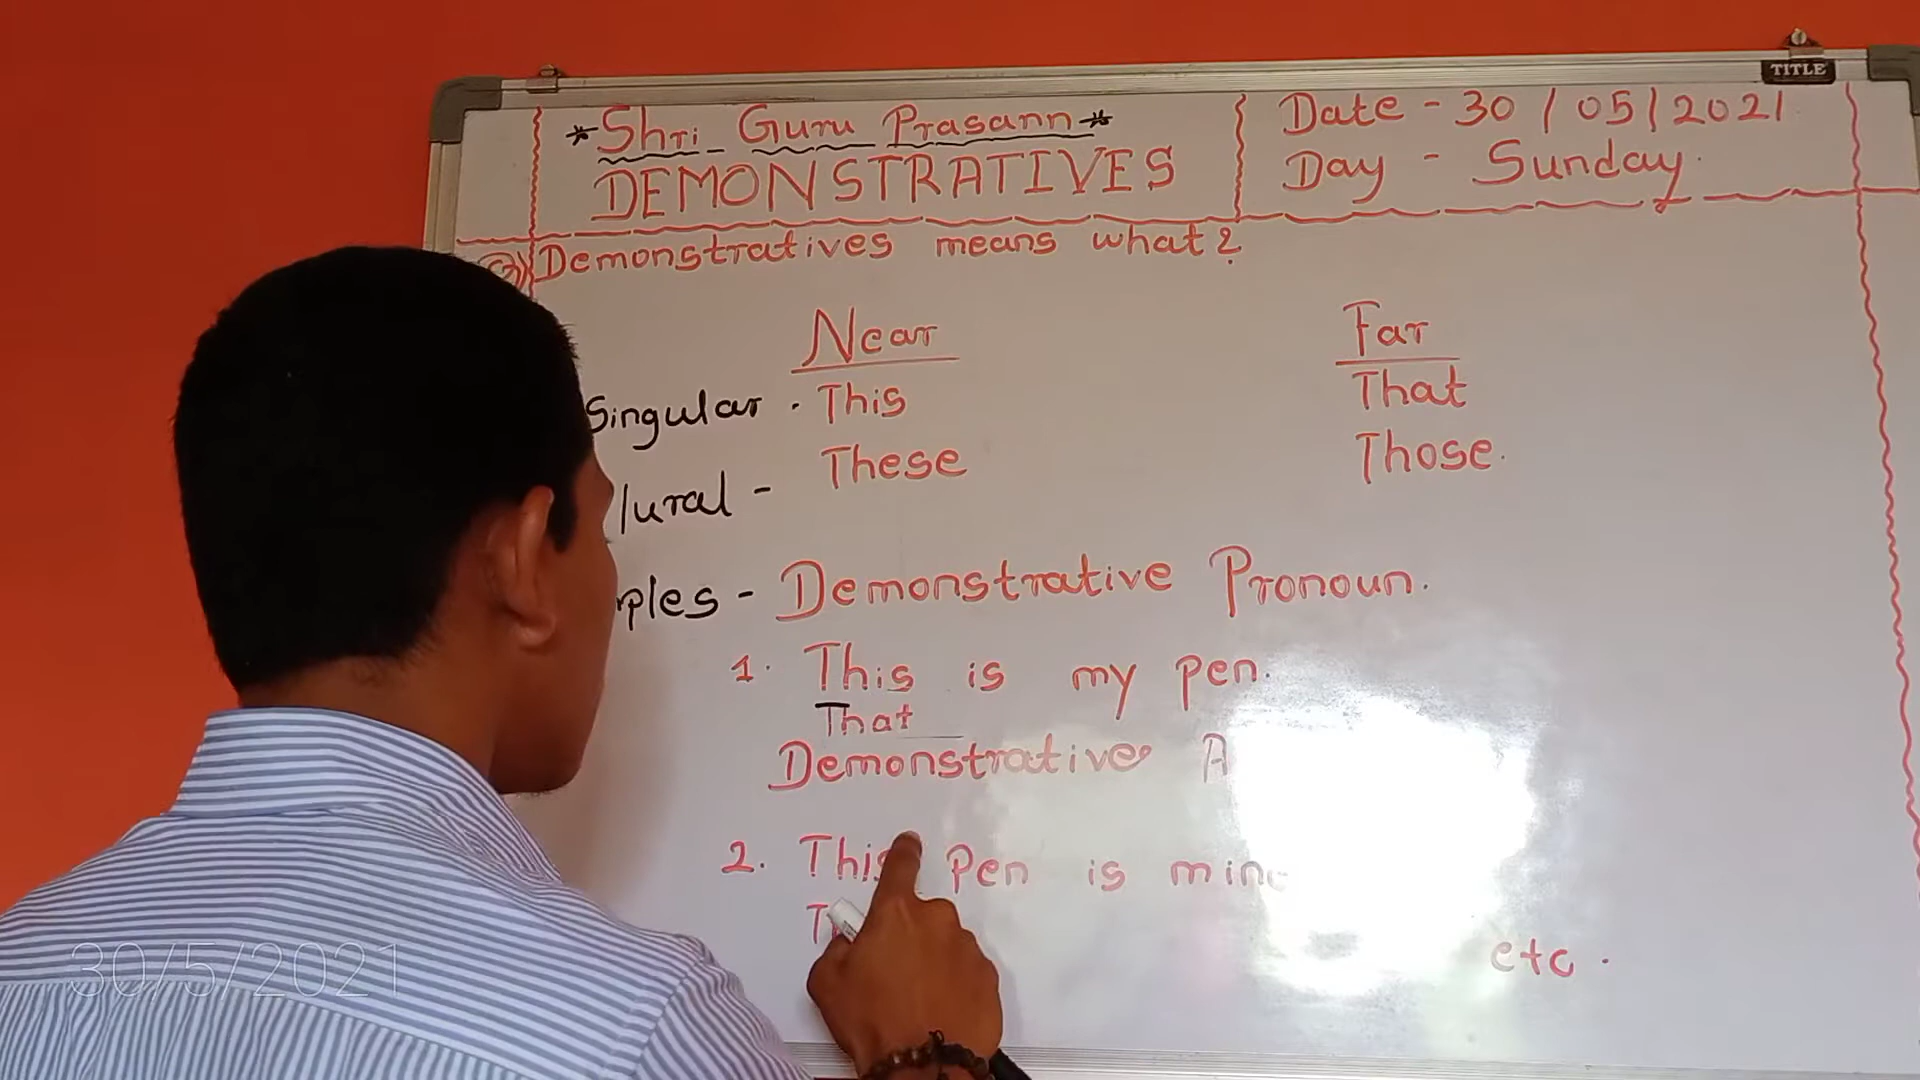 TITLE
*Shri Guru Prasann*
Date - 30/05/2021
DEMONSTRATIVES
Day - Sunday.
Q) Demonstratives means what?
Near Far
Singular - This That
lural - These Those.
ples - Demonstrative Pronoun.
1. This is my pen.
That
Demonstrative A
2. This Pen is min
etc.
30/5/2021